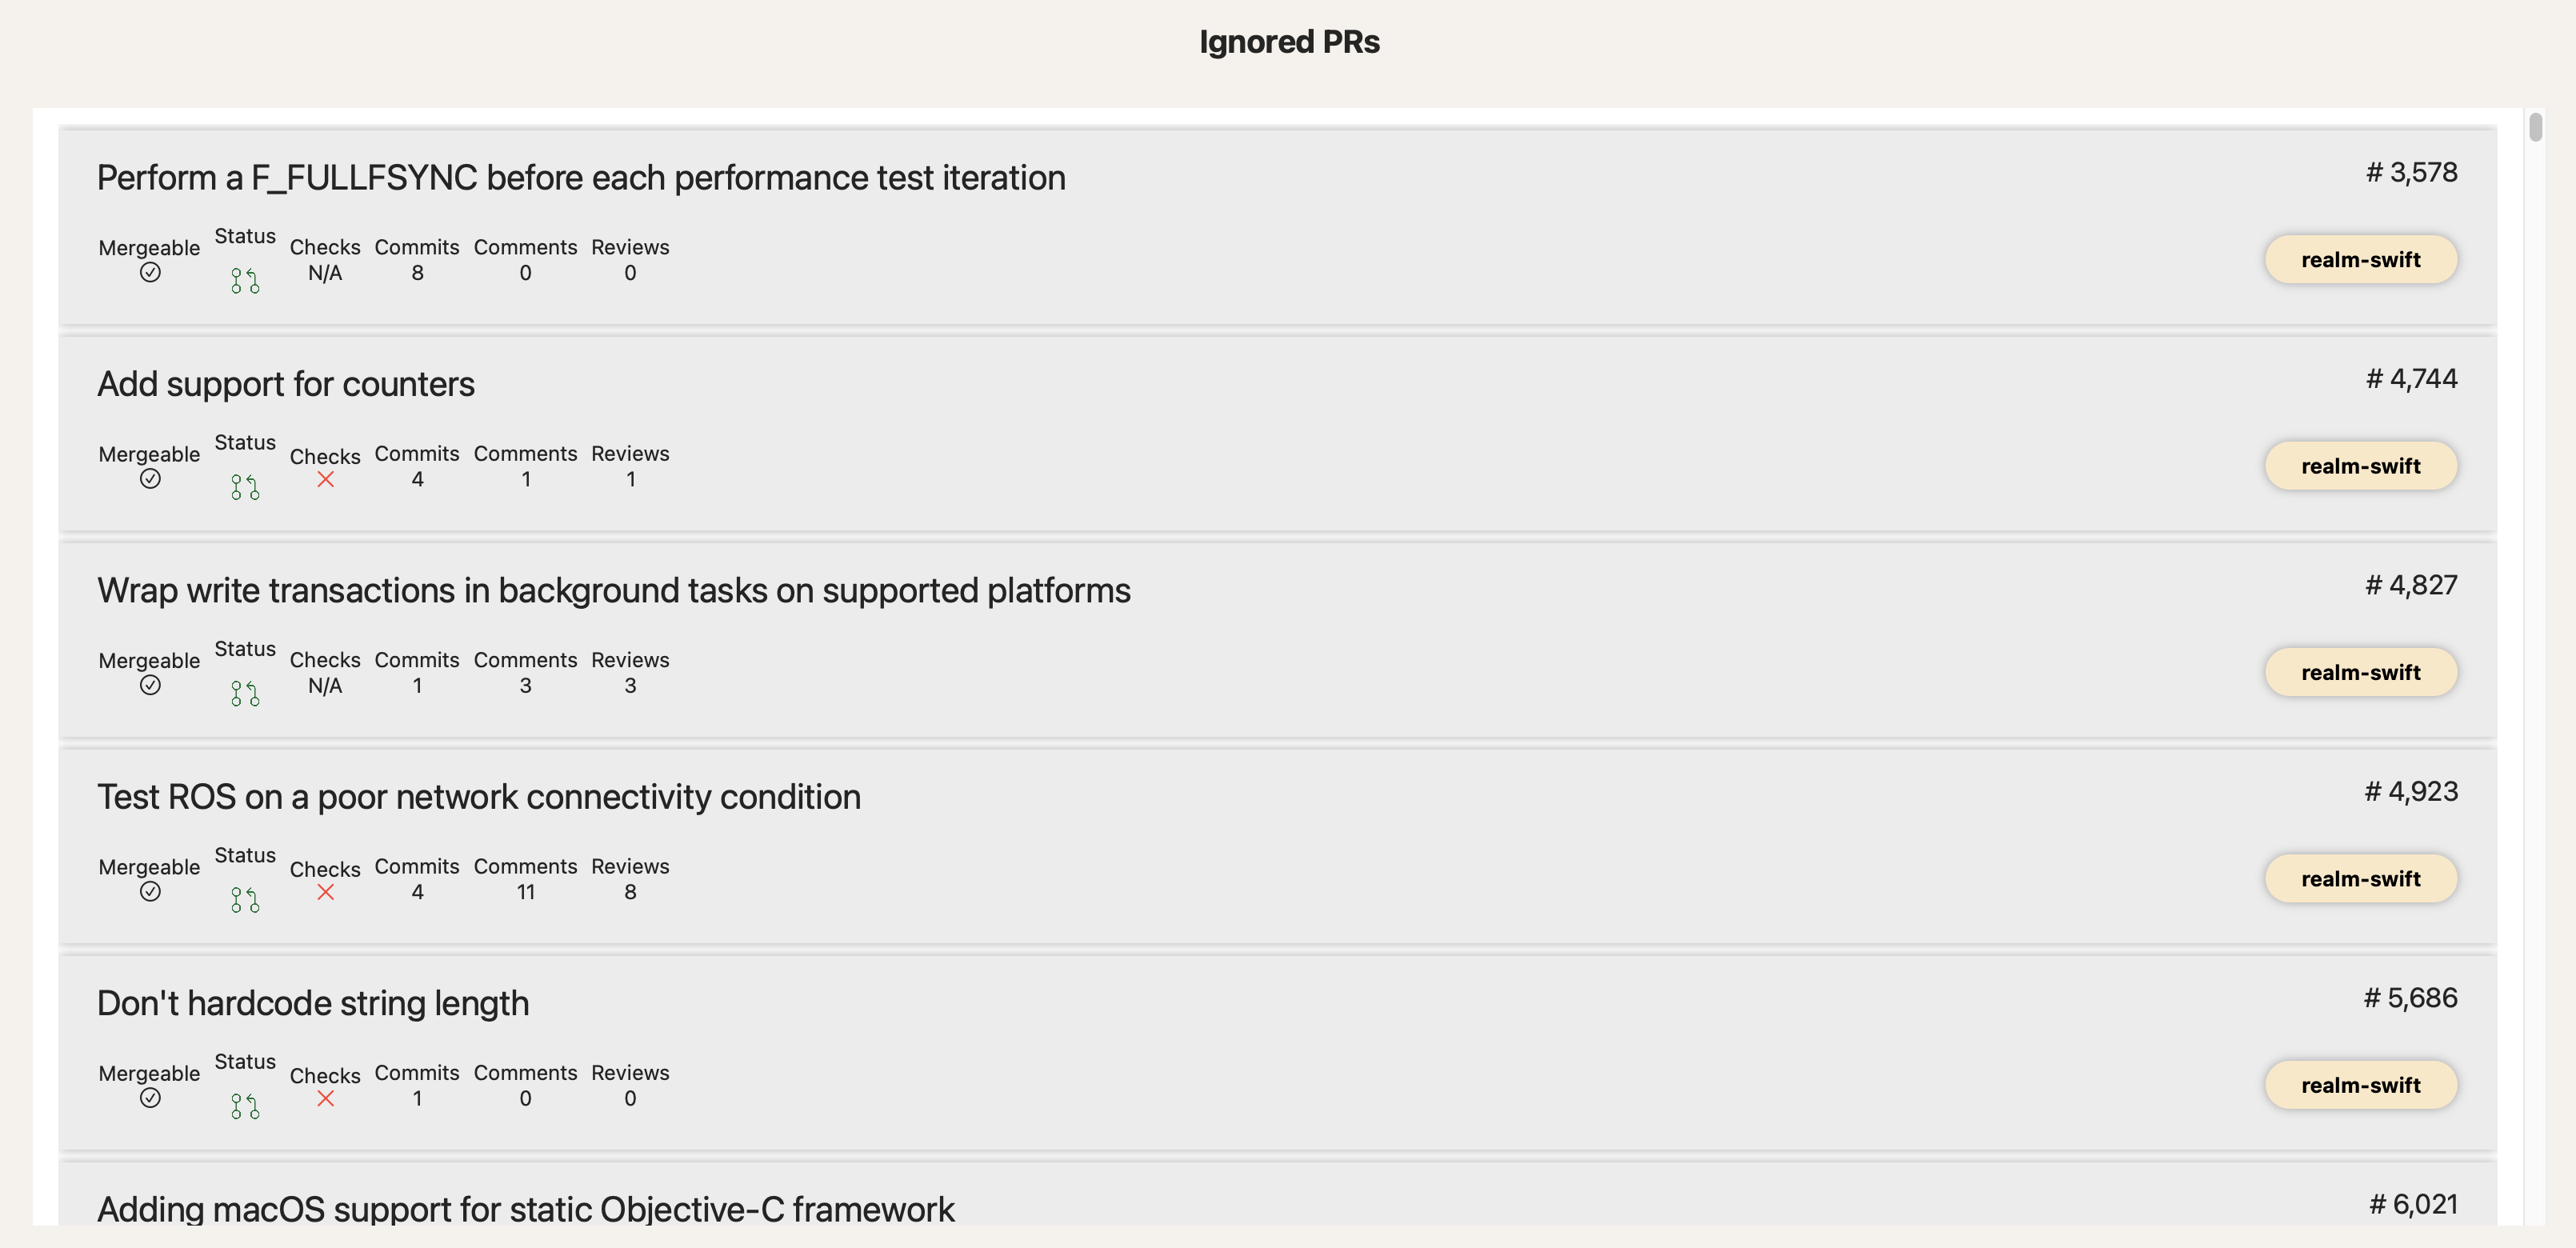 Ignored PRs
Perform a F_FULLFSYNC before each performance test iteration
# 3,578
Mergeable Status Checks Commits Comments Reviews
N/A 8 0 0
realm-swift
Add support for counters
# 4,744
Mergeable Status Checks Commits Comments Reviews
4 1 1
realm-swift
Wrap write transactions in background tasks on supported platforms
# 4,827
Mergeable Status Checks Commits Comments Reviews
N/A 1 3 3
realm-swift
Test ROS on a poor network connectivity condition
# 4,923
Mergeable Status Checks Commits Comments Reviews
4 11 8
realm-swift
Don't hardcode string length
# 5,686
Mergeable Status Checks Commits Comments Reviews
1 0 0
realm-swift
Adding macOS support for static Objective-C framework
# 6,021